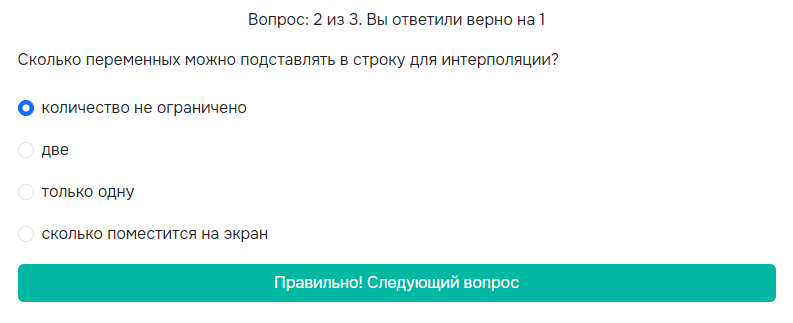 Вопрос: 2 из 3. Вы ответили верно на 1
Сколько переменных можно подставлять в строку для интерполяции?
количество не ограничено
две
только одну
сколько поместится на экран
Правильно! Следующий вопрос